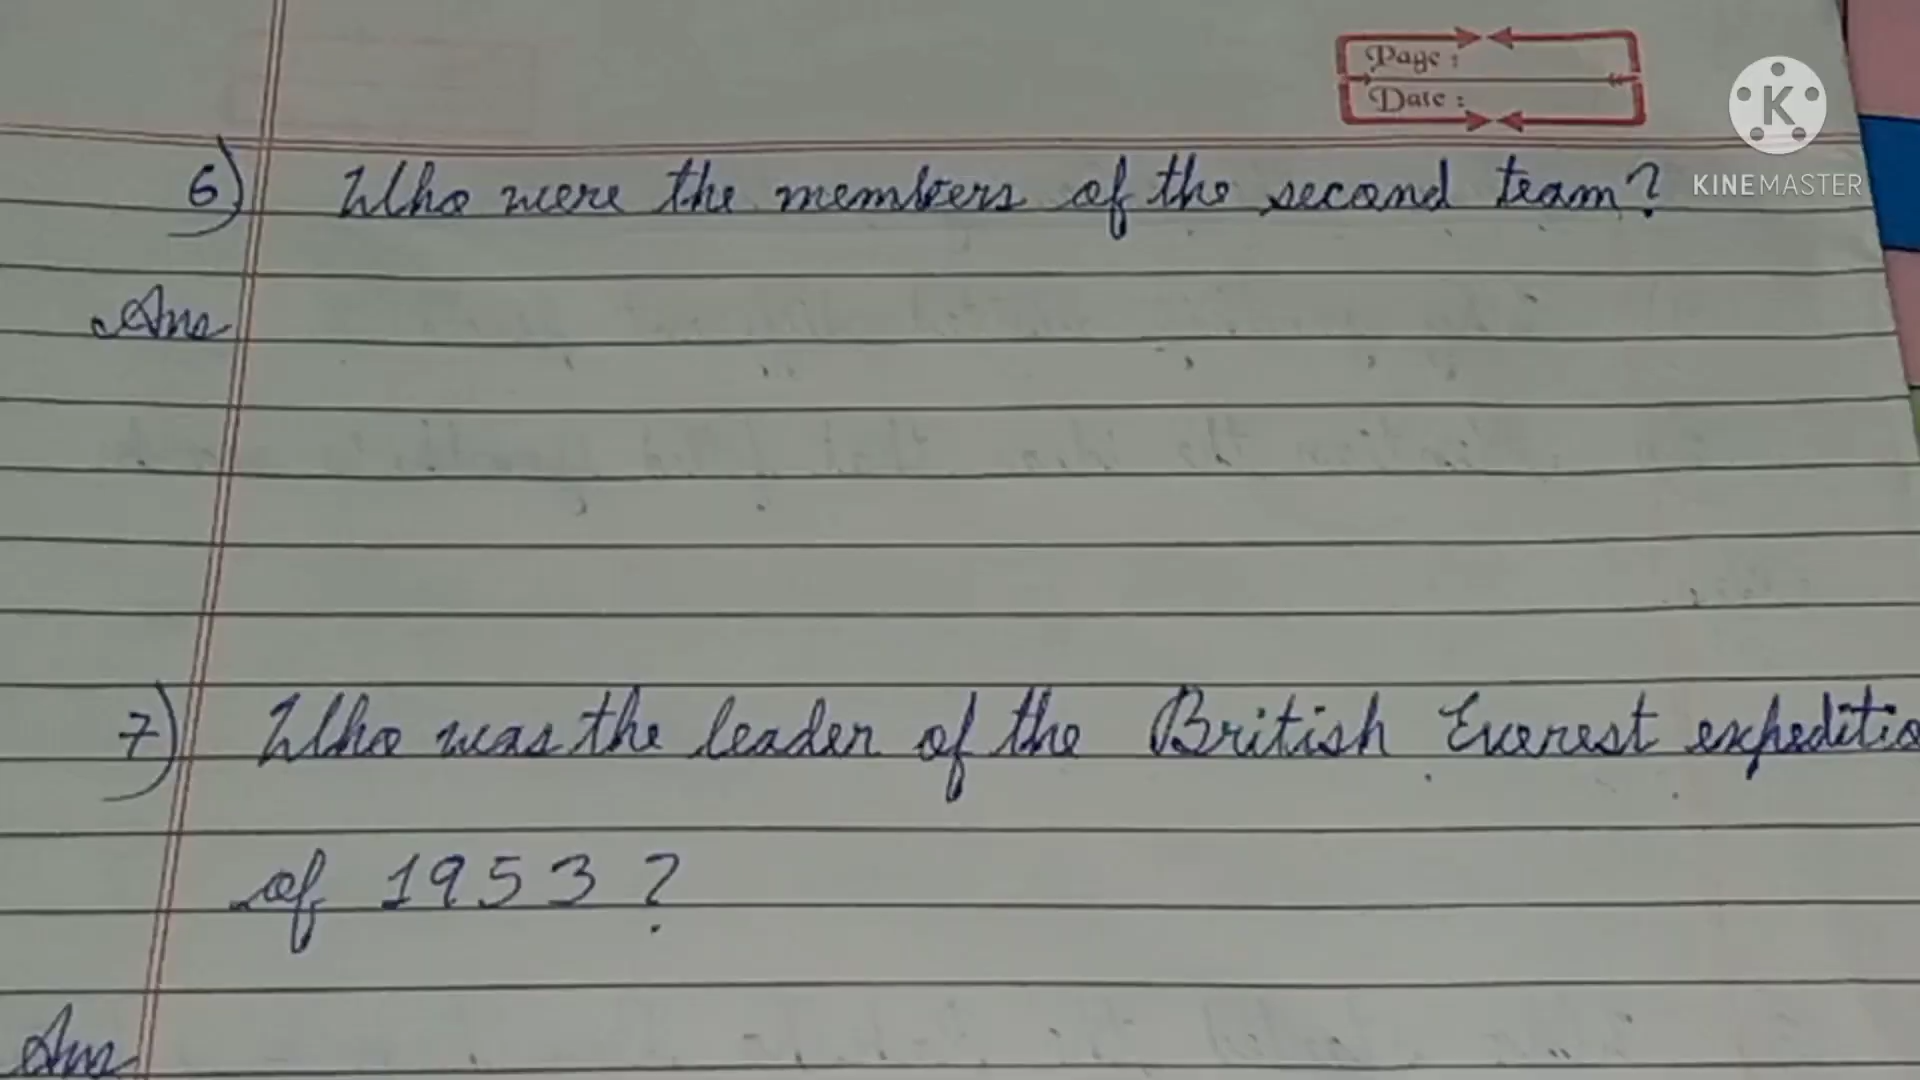 Page :
Date :
K
KINEMASTER
6) Who were the members of the second team?
Ans
7) Who was the leader of the British Everest expeditio
of 1953?
Ans